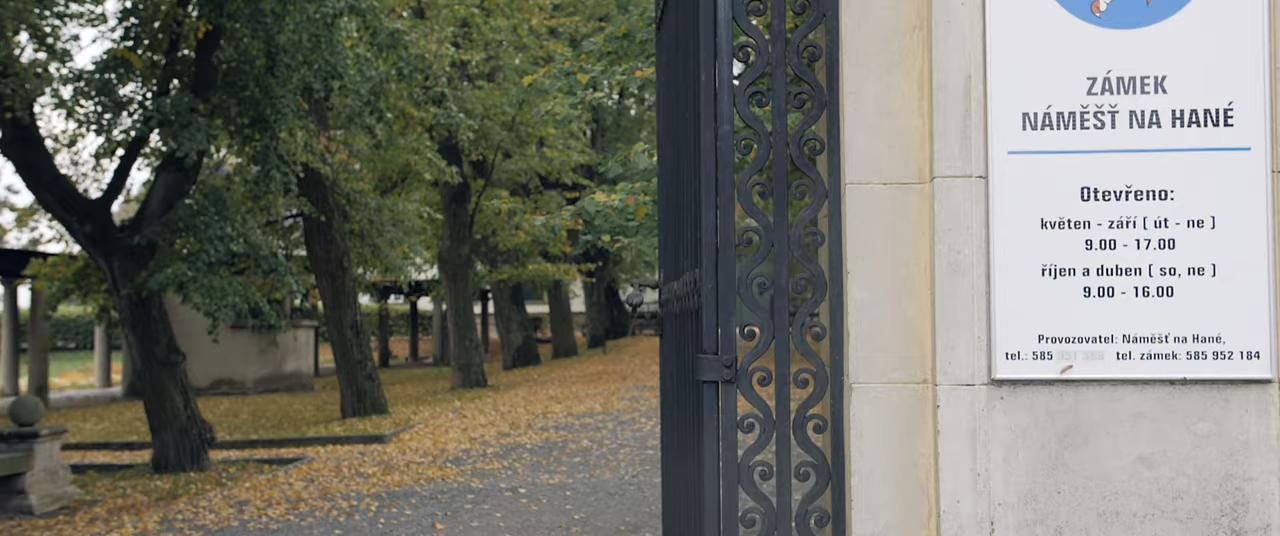 ZÁMEK
NÁMĚŠŤ NA HANÉ
Otevřeno:
květen - září [ út - ne ]
9.00 - 17.00
říjen a duben [ so, ne ]
9.00 - 16.00
Provozovatel: Náměšť na Hané,
tel.: 585 tel. zámek: 585 952 184